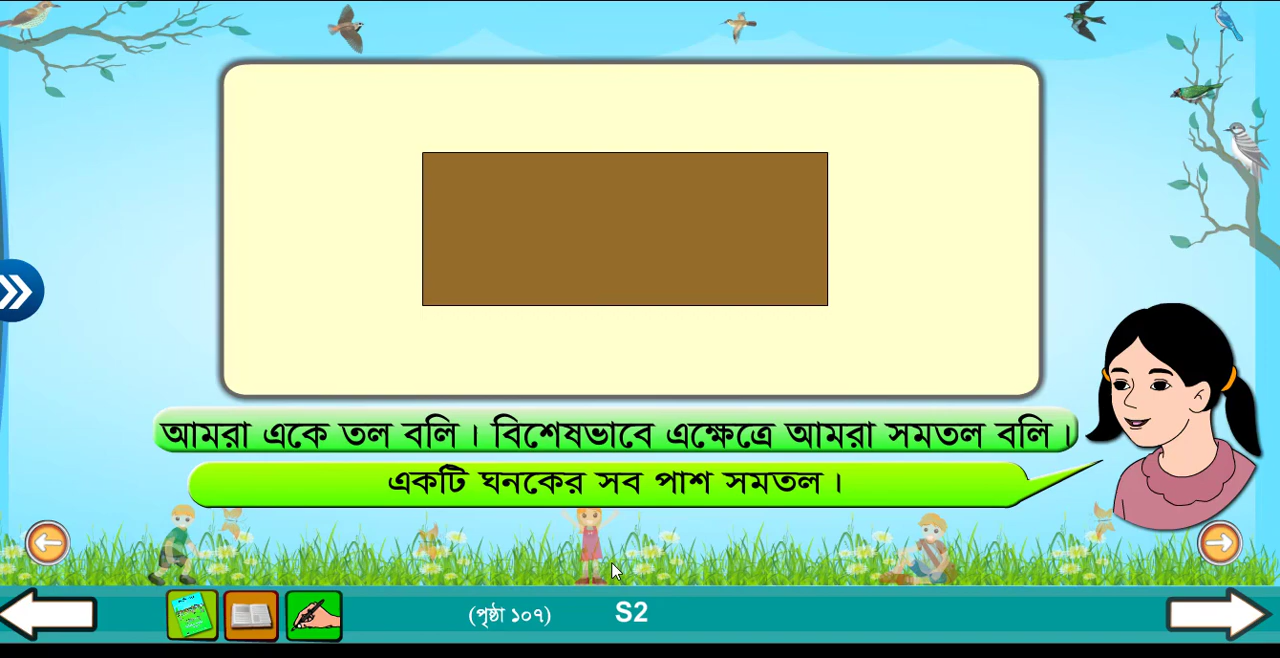 আমরা একে তল বলি। বিশেষভাবে এক্ষেত্রে আমরা সমতল বলি।
একটি ঘনকের সব পাশ সমতল।
(পৃষ্ঠা ১০৭) S2